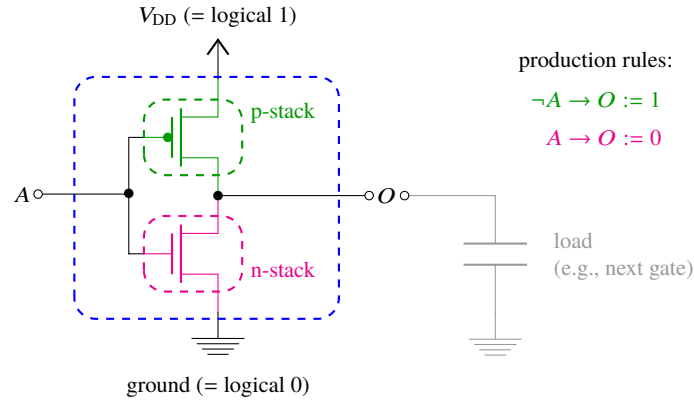 V_DD (= logical 1)
production rules:
¬A → O := 1
A → O := 0
p-stack
A
O
n-stack
load
(e.g., next gate)
ground (= logical 0)